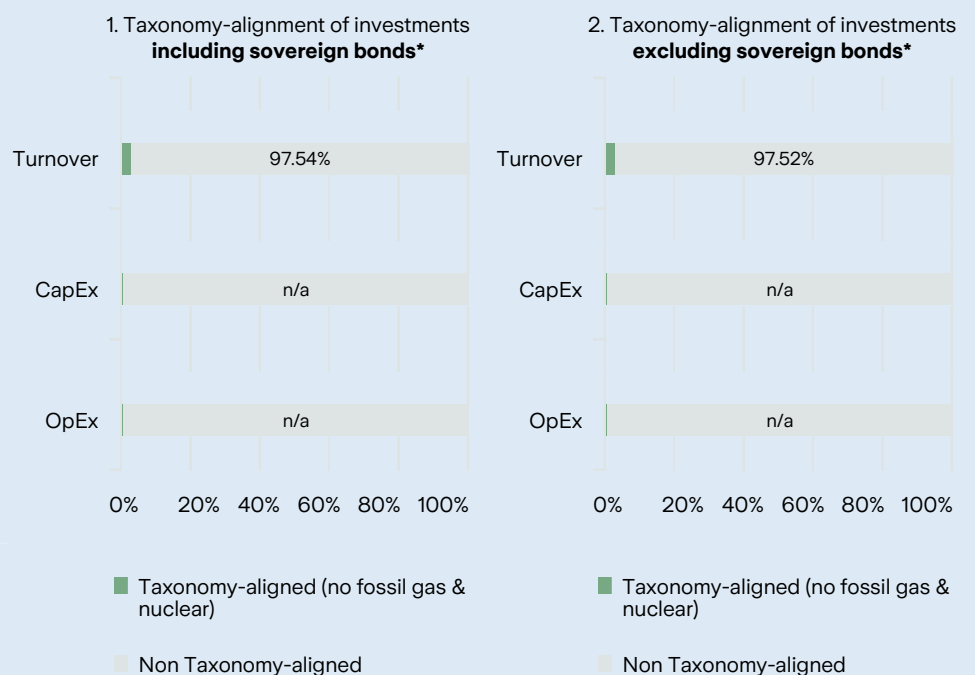 1. Taxonomy-alignment of investments
including sovereign bonds*
Turnover
97.54%
CapEx
n/a
OpEx
n/a
0% 20% 40% 60% 80% 100%
Taxonomy-aligned (no fossil gas &
nuclear)
Non Taxonomy-aligned
2. Taxonomy-alignment of investments
excluding sovereign bonds*
Turnover
97.52%
CapEx
n/a
OpEx
n/a
0% 20% 40% 60% 80% 100%
Taxonomy-aligned (no fossil gas &
nuclear)
Non Taxonomy-aligned